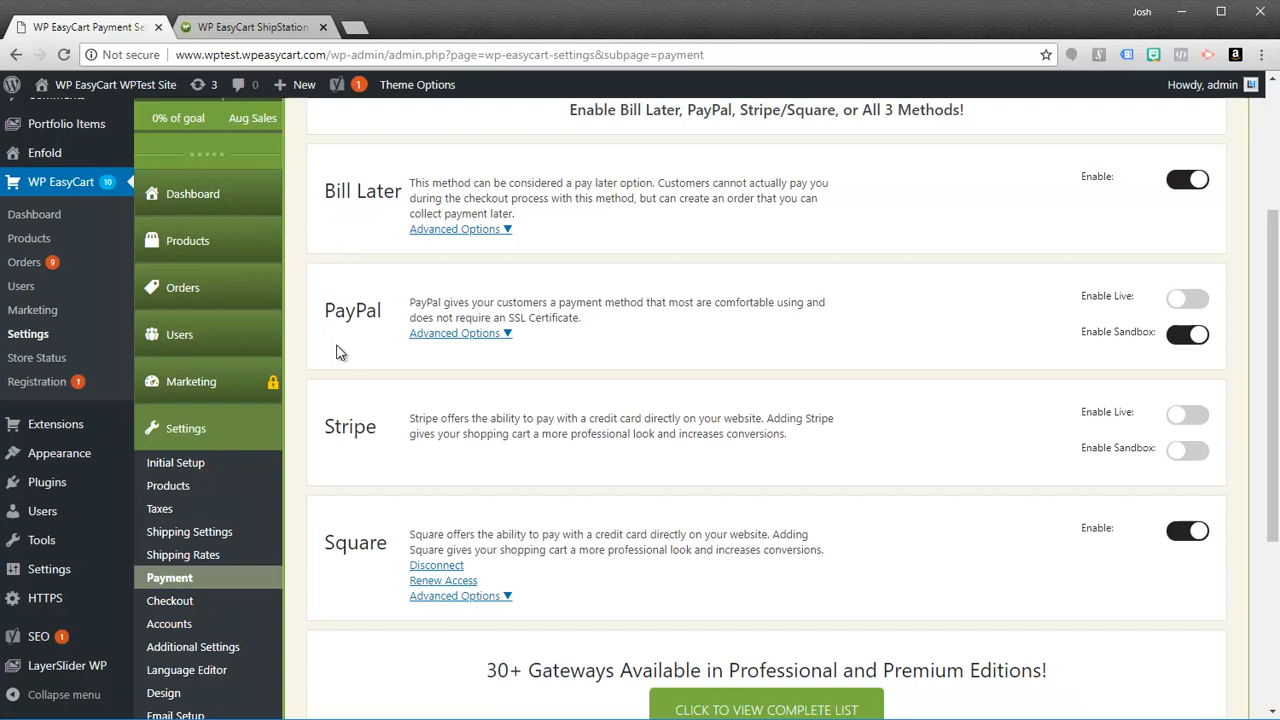 WP EasyCart Payment Se
WP EasyCart ShipStation
Josh
Not secure
www.wptest.wpeasycart.com/wp-admin/admin.php?page=wp-easycart-settings&subpage=payment
WP EasyCart WPTest Site
3
0
New
1
Theme Options
Howdy, admin
Portfolio Items
Enfold
WP EasyCart 10
Dashboard
Products
Orders 9
Users
Marketing
Settings
Store Status
Registration 1
Extensions
Appearance
Plugins
Users
Tools
Settings
HTTPS
SEO 1
LayerSlider WP
Collapse menu
0% of goal
Aug Sales
Dashboard
Products
Orders
Users
Marketing
Settings
Initial Setup
Products
Taxes
Shipping Settings
Shipping Rates
Payment
Checkout
Accounts
Additional Settings
Language Editor
Design
Email Setup
Enable Bill Later, PayPal, Stripe/Square, or All 3 Methods!
Bill Later
This method can be considered a pay later option. Customers cannot actually pay you
during the checkout process with this method, but can create an order that you can
collect payment later.
Advanced Options ▼
Enable:
PayPal
PayPal gives your customers a payment method that most are comfortable using and
does not require an SSL Certificate.
Advanced Options ▼
Enable Live:
Enable Sandbox:
Stripe
Stripe offers the ability to pay with a credit card directly on your website. Adding Stripe
gives your shopping cart a more professional look and increases conversions.
Enable Live:
Enable Sandbox:
Square
Square offers the ability to pay with a credit card directly on your website. Adding
Square gives your shopping cart a more professional look and increases conversions.
Disconnect
Renew Access
Advanced Options ▼
Enable:
30+ Gateways Available in Professional and Premium Editions!
CLICK TO VIEW COMPLETE LIST